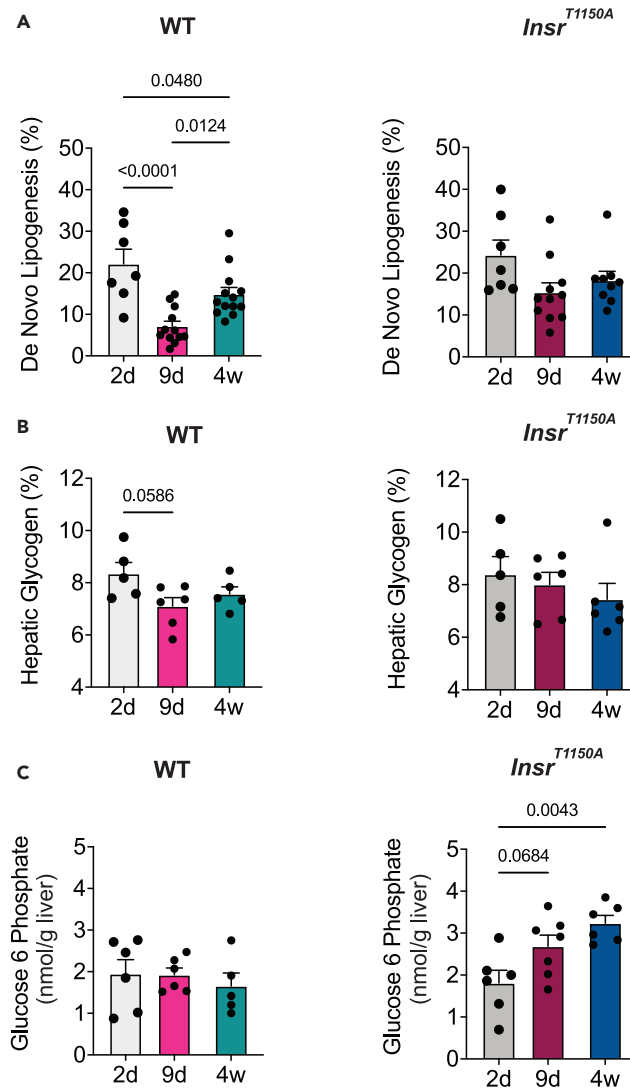 A
WT
Insr^T1150A
0.0480
0.0124
<0.0001
De Novo Lipogenesis (%)
50
40
30
20
10
0
2d 9d 4w
De Novo Lipogenesis (%)
50
40
30
20
10
0
2d 9d 4w
B
WT
Insr^T1150A
Hepatic Glycogen (%)
12
10
8
6
4
0.0586
2d 9d 4w
Hepatic Glycogen (%)
12
10
8
6
4
2d 9d 4w
C
WT
Insr^T1150A
Glucose 6 Phosphate
(nmol/g liver)
5
4
3
2
1
0
2d 9d 4w
0.0043
0.0684
Glucose 6 Phosphate
(nmol/g liver)
5
4
3
2
1
0
2d 9d 4w